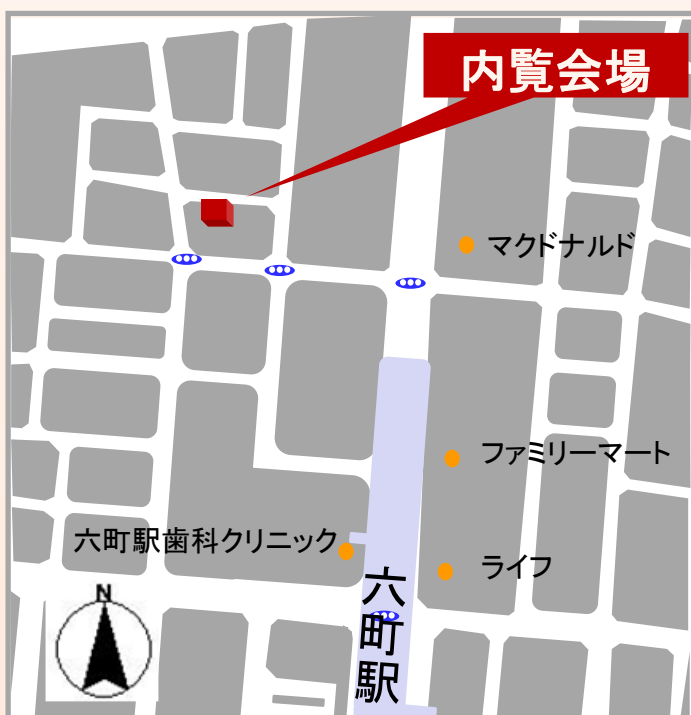 内覧会場
マクドナルド
ファミリーマート
六町駅歯科クリニック
ライフ
六町駅
N